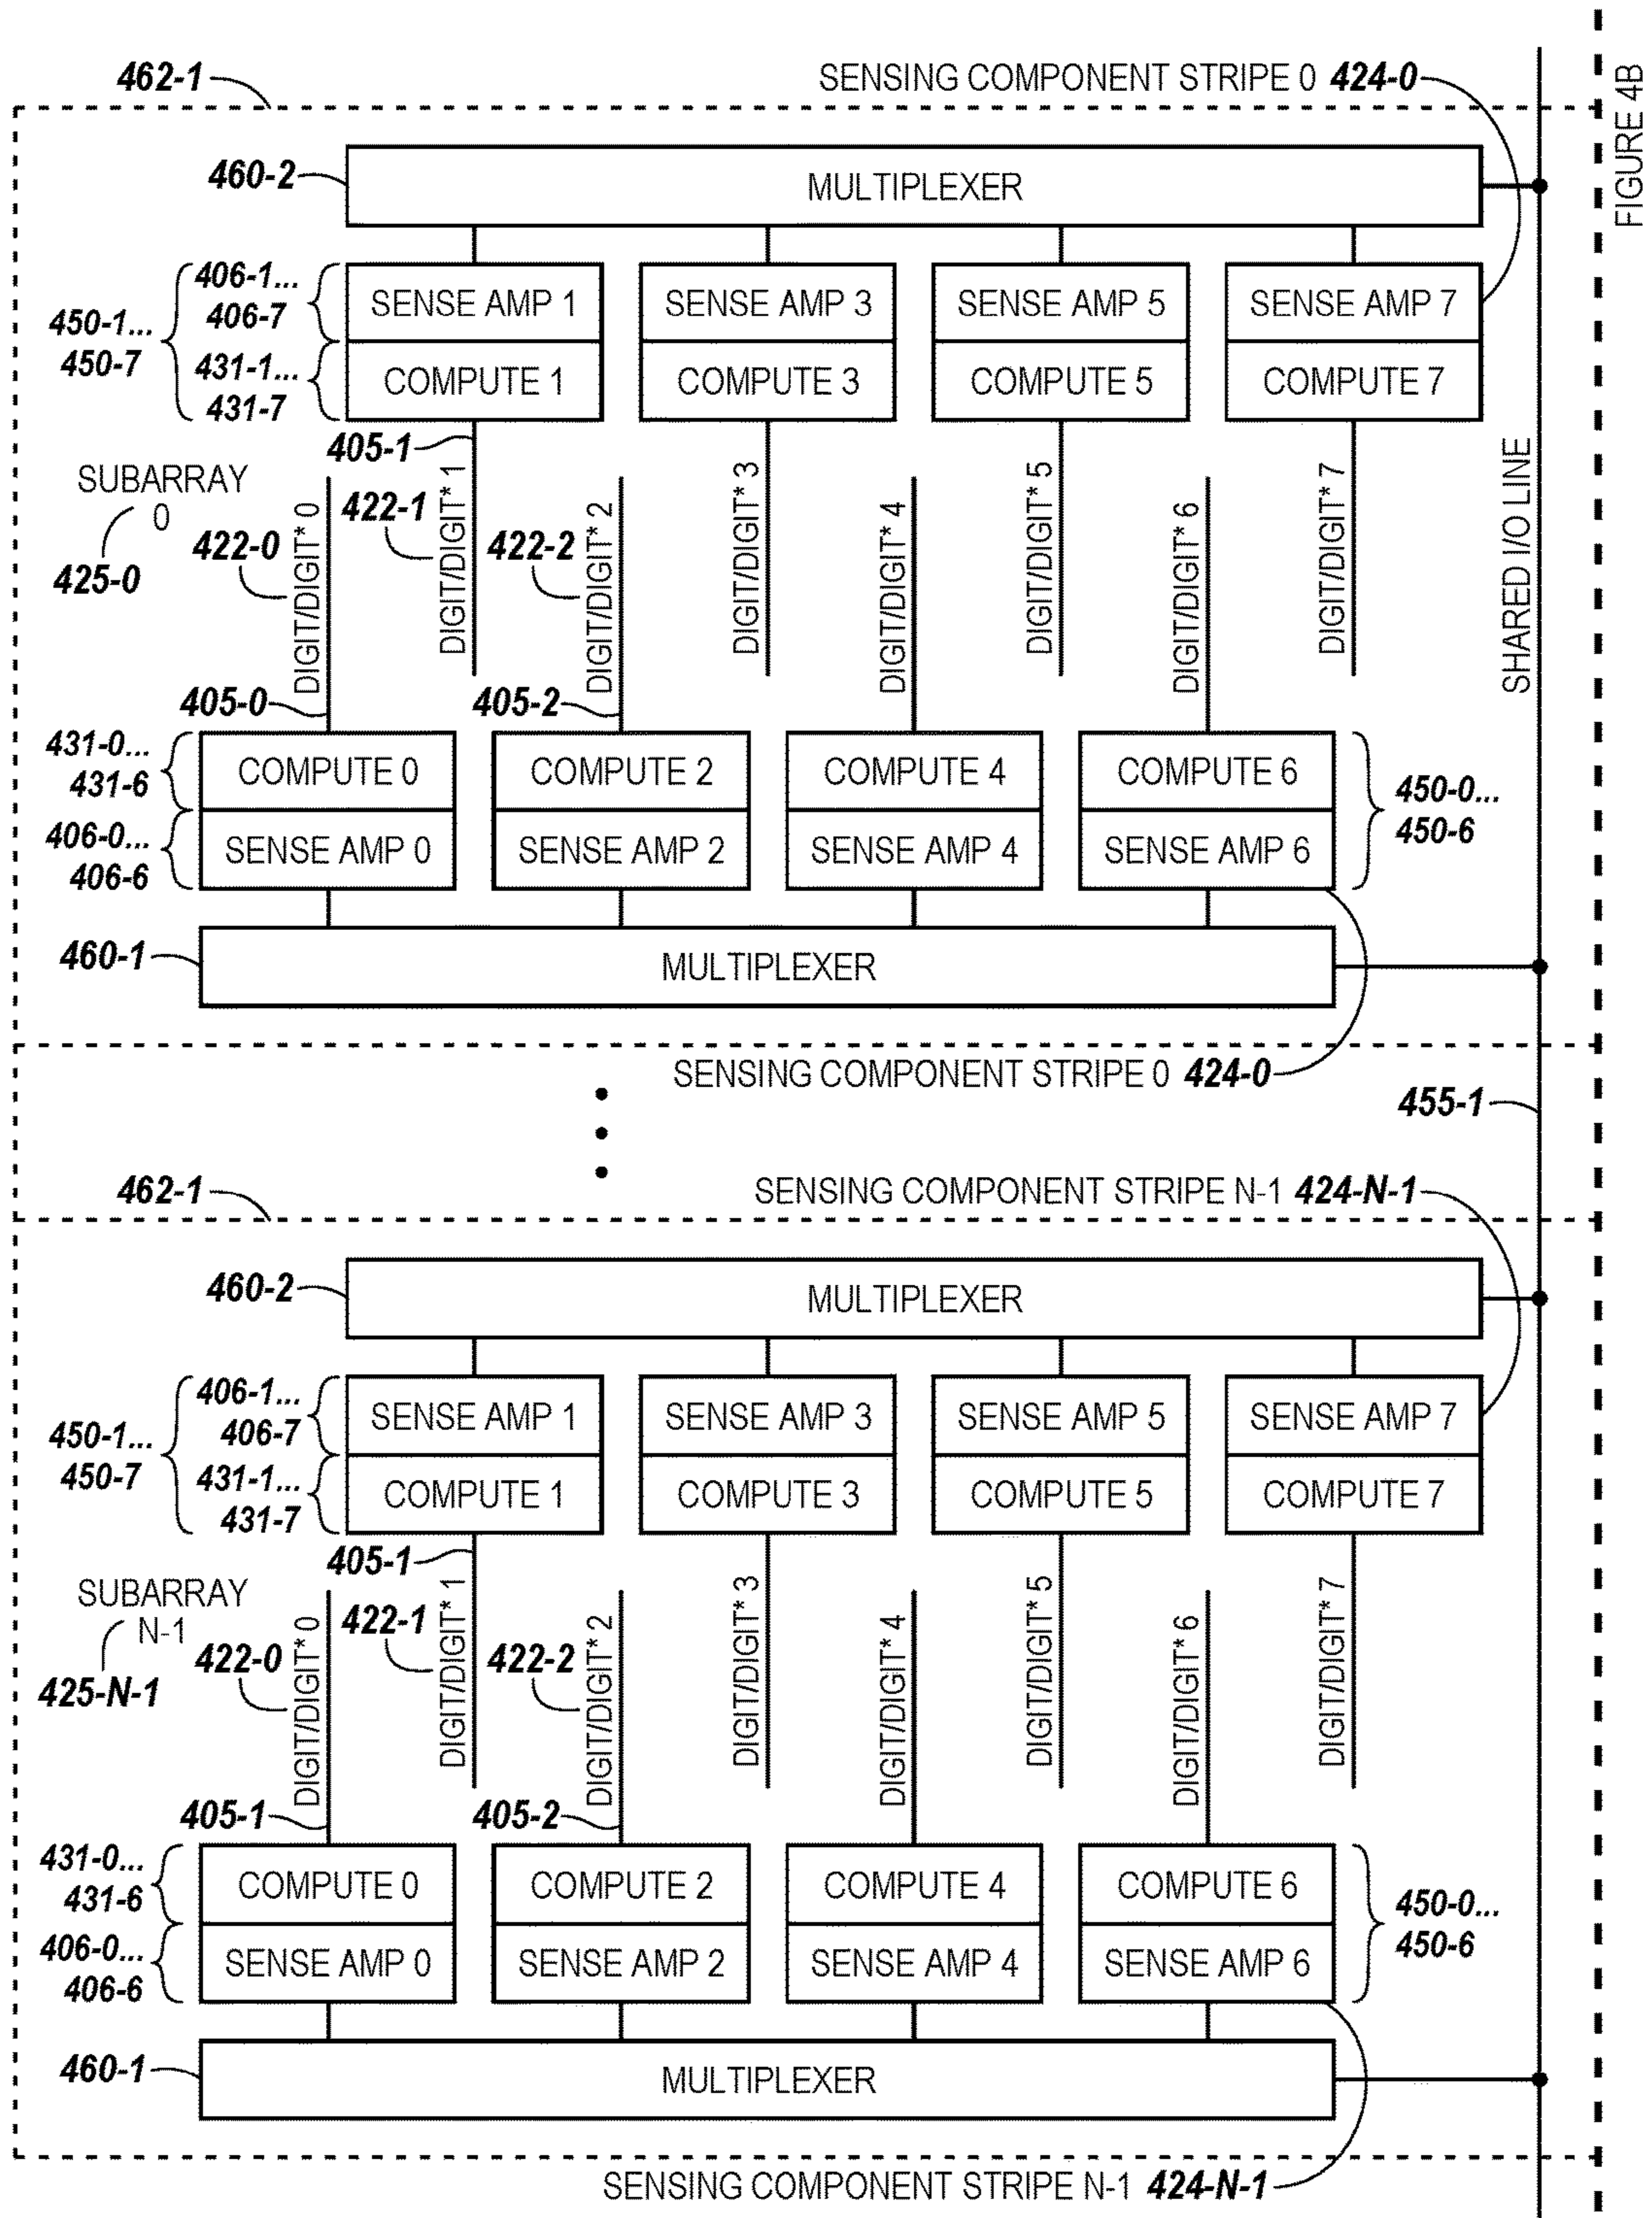 462-1
SENSING COMPONENT STRIPE 0 424-0
FIGURE 4B
460-2
MULTIPLEXER
450-1...
450-7
406-1...
406-7
431-1...
431-7
SENSE AMP 1
COMPUTE 1
SENSE AMP 3
COMPUTE 3
SENSE AMP 5
COMPUTE 5
SENSE AMP 7
COMPUTE 7
405-1
SUBARRAY
0
425-0
422-0
DIGIT/DIGIT* 0
422-1
DIGIT/DIGIT* 1
422-2
DIGIT/DIGIT* 2
DIGIT/DIGIT* 3
DIGIT/DIGIT* 4
DIGIT/DIGIT* 5
DIGIT/DIGIT* 6
DIGIT/DIGIT* 7
SHARED I/O LINE
405-0
405-2
431-0...
431-6
406-0...
406-6
COMPUTE 0
SENSE AMP 0
COMPUTE 2
SENSE AMP 2
COMPUTE 4
SENSE AMP 4
COMPUTE 6
SENSE AMP 6
450-0...
450-6
460-1
MULTIPLEXER
SENSING COMPONENT STRIPE 0 424-0
455-1
462-1
SENSING COMPONENT STRIPE N-1 424-N-1
460-2
MULTIPLEXER
450-1...
450-7
406-1...
406-7
431-1...
431-7
SENSE AMP 1
COMPUTE 1
SENSE AMP 3
COMPUTE 3
SENSE AMP 5
COMPUTE 5
SENSE AMP 7
COMPUTE 7
405-1
SUBARRAY
N-1
425-N-1
422-0
DIGIT/DIGIT* 0
422-1
DIGIT/DIGIT* 1
422-2
DIGIT/DIGIT* 2
DIGIT/DIGIT* 3
DIGIT/DIGIT* 4
DIGIT/DIGIT* 5
DIGIT/DIGIT* 6
DIGIT/DIGIT* 7
405-1
405-2
431-0...
431-6
406-0...
406-6
COMPUTE 0
SENSE AMP 0
COMPUTE 2
SENSE AMP 2
COMPUTE 4
SENSE AMP 4
COMPUTE 6
SENSE AMP 6
450-0...
450-6
460-1
MULTIPLEXER
SENSING COMPONENT STRIPE N-1 424-N-1